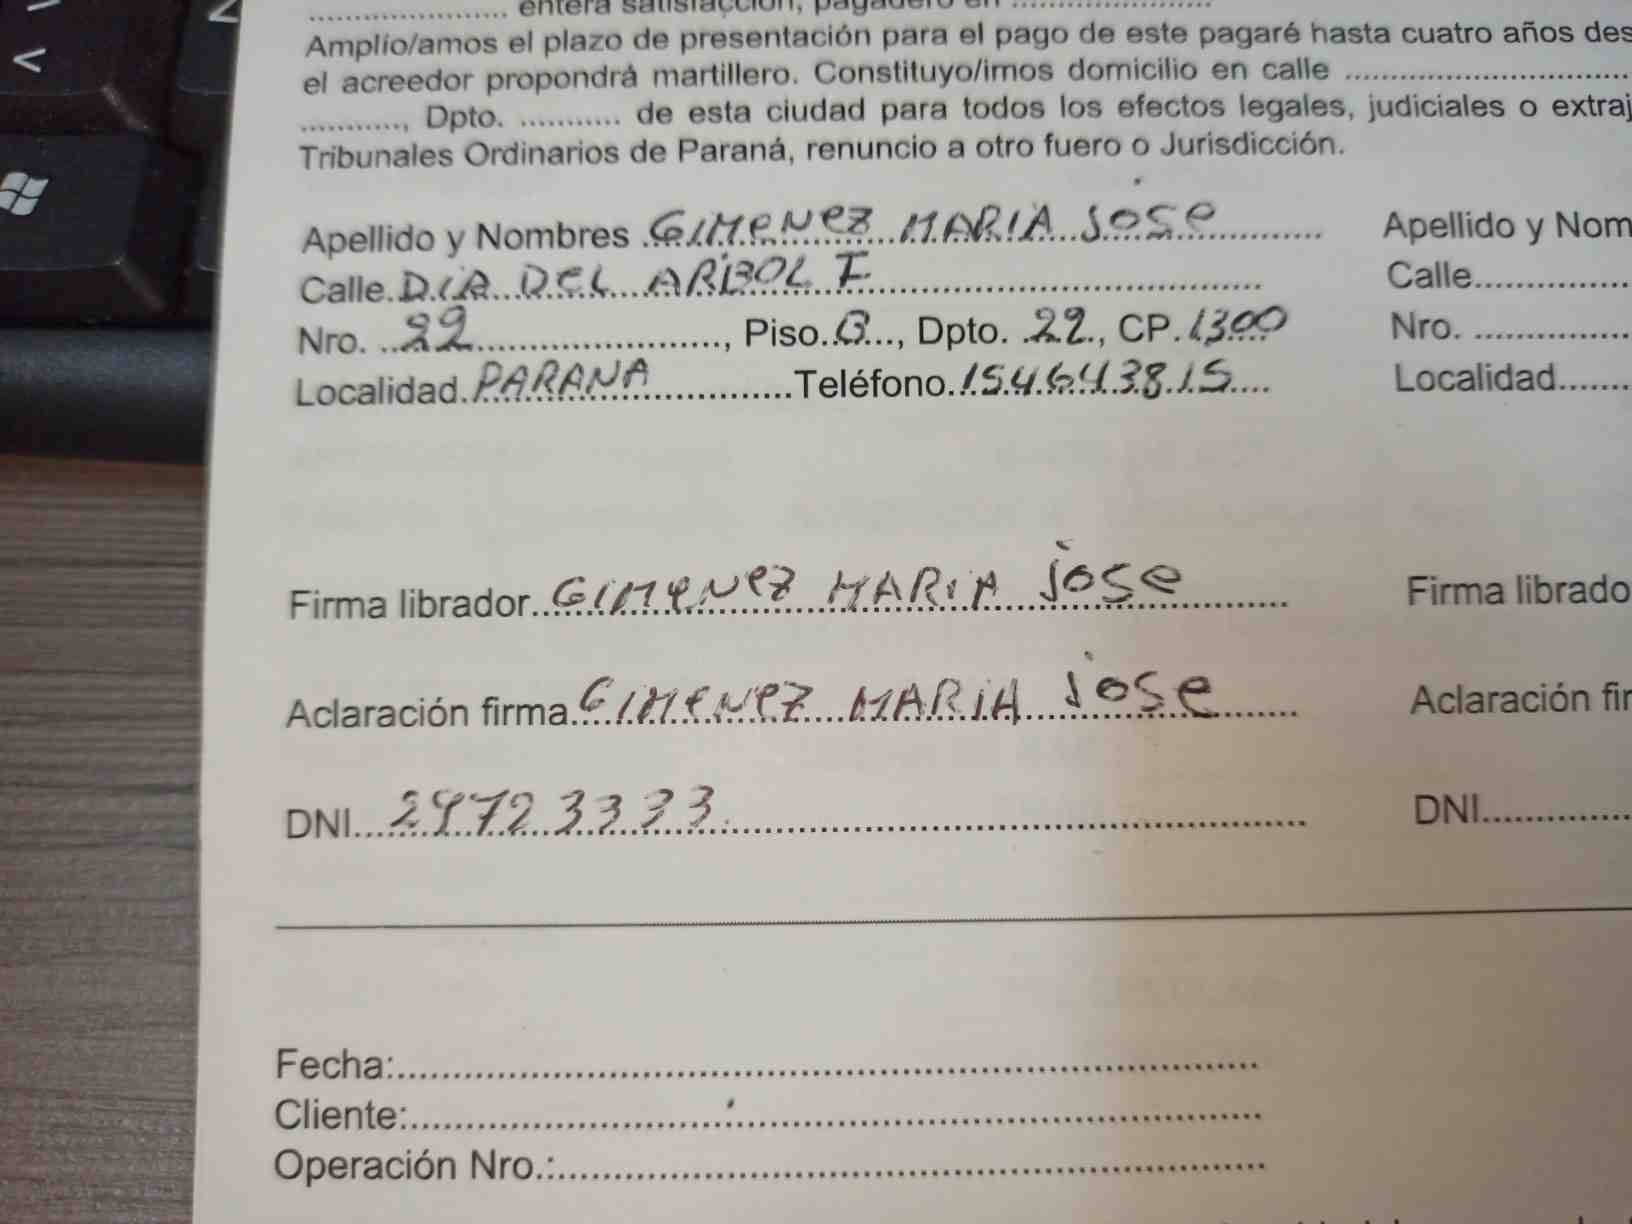 entera satisfacción, pagadero en
Amplío/amos el plazo de presentación para el pago de este pagaré hasta cuatro años des
el acreedor propondrá martillero. Constituyo/imos domicilio en calle ..............................
..........., Dpto. ........... de esta ciudad para todos los efectos legales, judiciales o extraj
Tribunales Ordinarios de Paraná, renuncio a otro fuero o Jurisdicción.
Apellido y Nombres GIMENEZ MARIA JOSE Apellido y Nom
Calle DIA DEL ARBOL I Calle
Nro. 22, Piso B, Dpto. 22, CP. 1300 Nro.
Localidad PARANA Teléfono 154643815 Localidad
Firma librador GIMENEZ MARIA JOSE Firma librado
Aclaración firma GIMENEZ MARIA JOSE Aclaración fir
DNI 29723333 DNI
Fecha:
Cliente:
Operación Nro.: